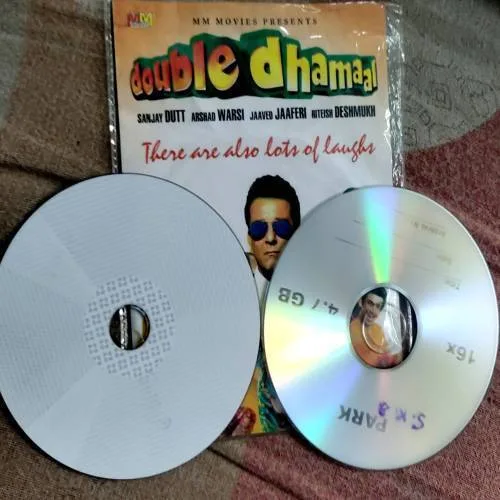 MM
MM MOVIES PRESENTS
double dhamaal
SANJAY DUTT ARSHAD WARSI JAAVED JAAFERI RITEISH DESHMUKH
There are also lots of laughs
4.7 GB
16x
PARK